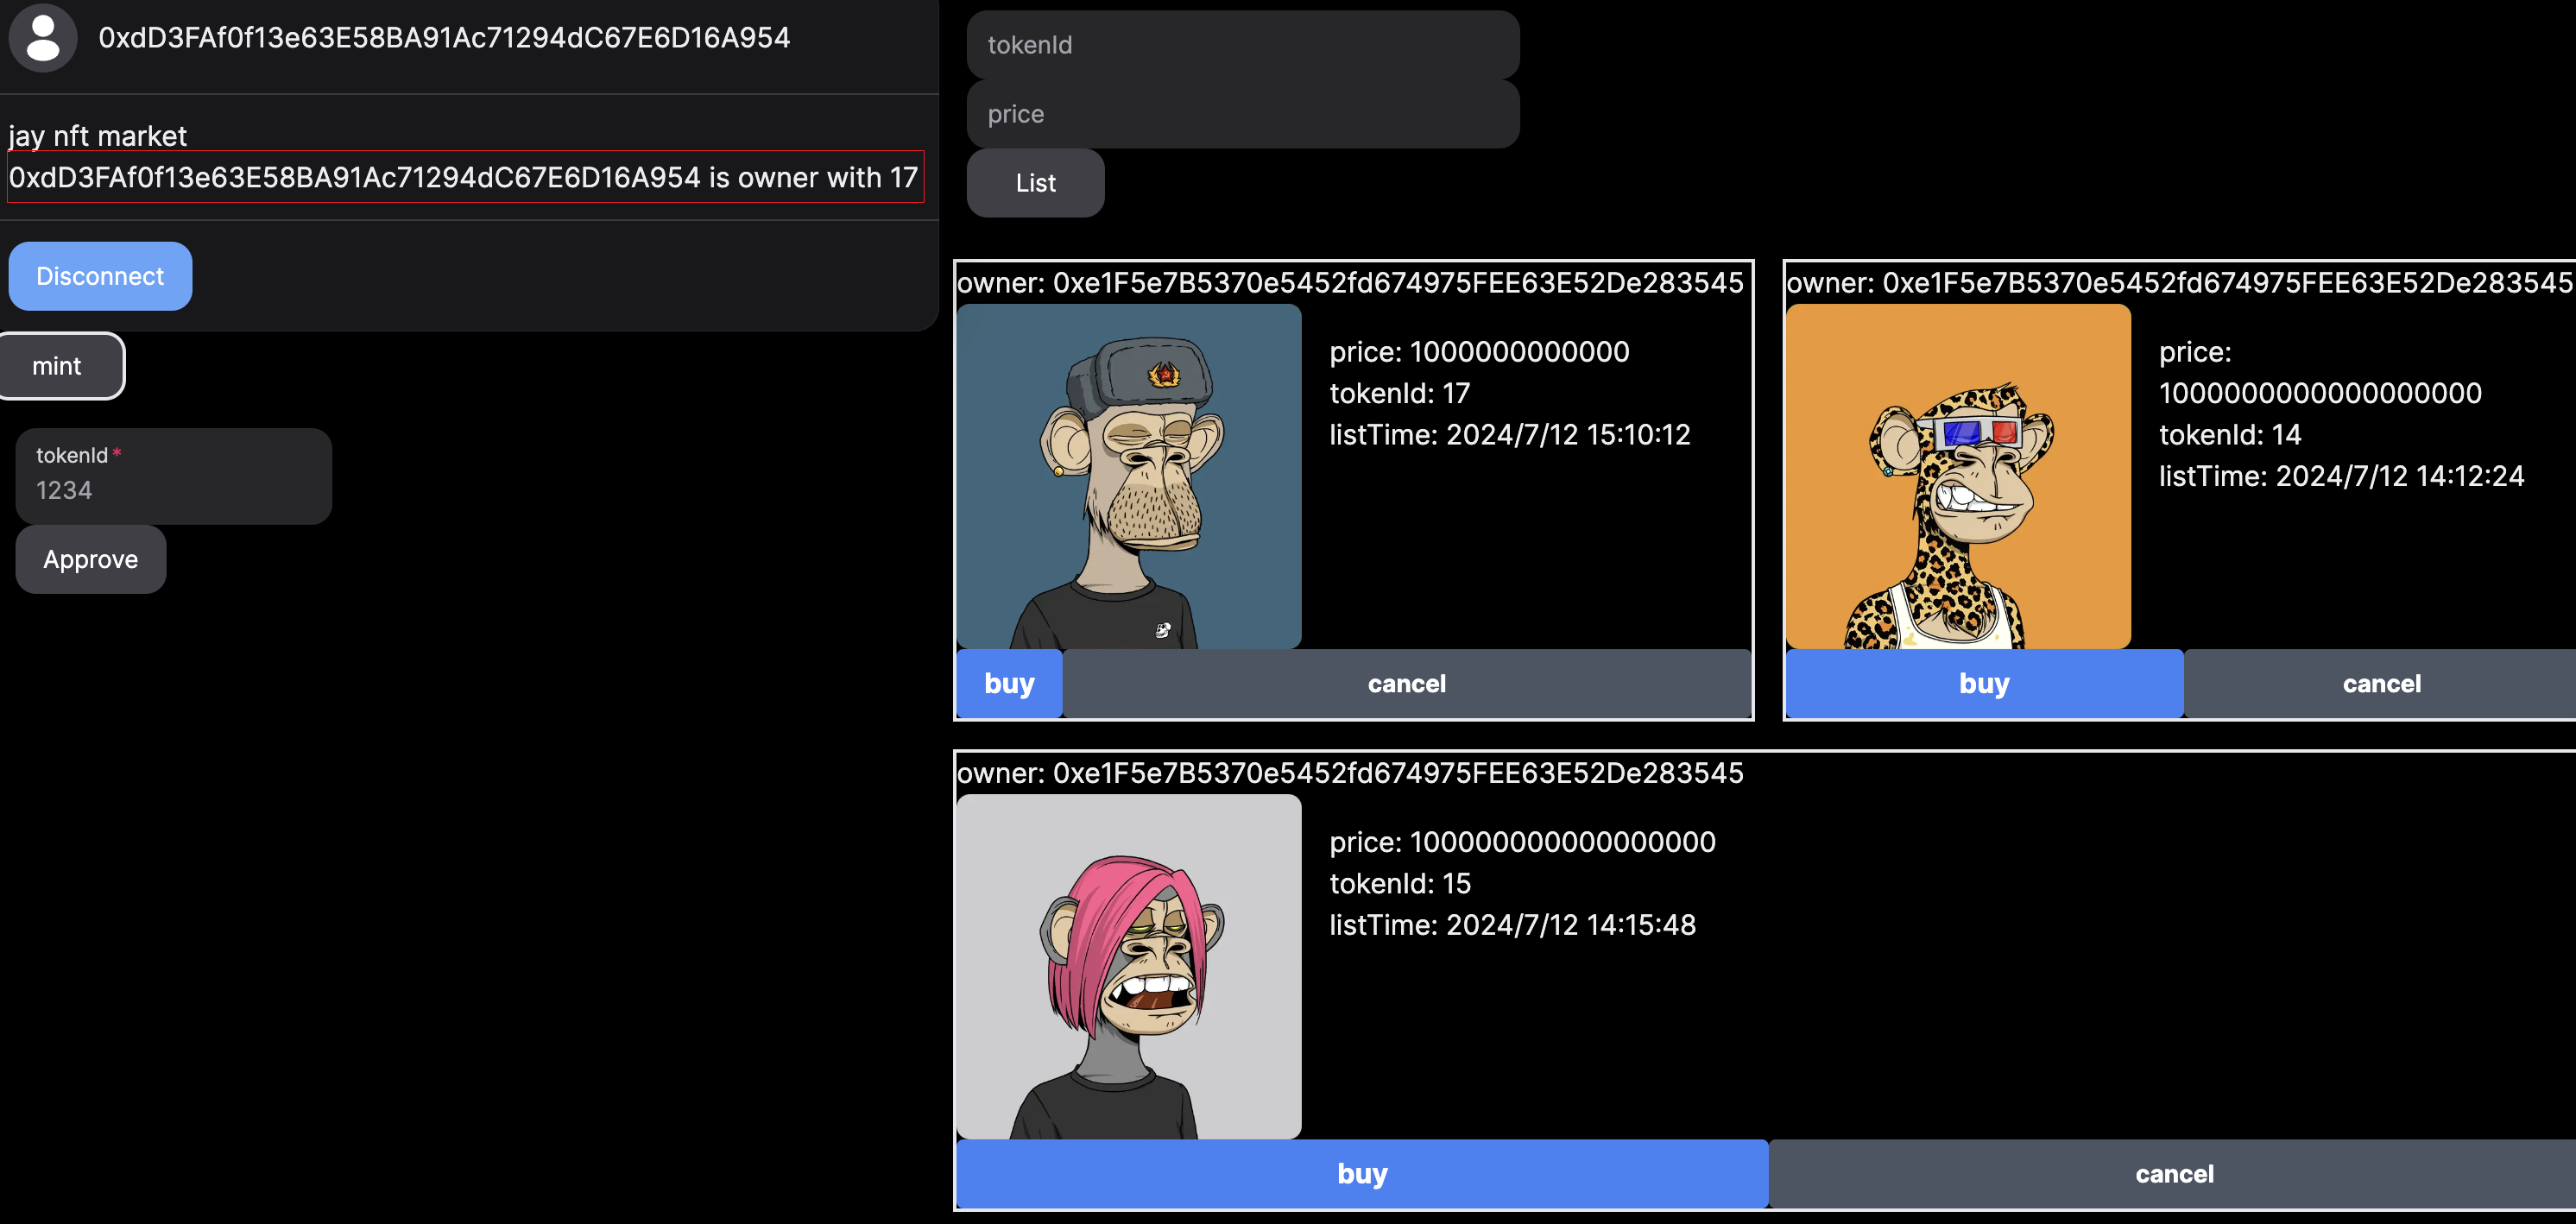 0xdD3FAf0f13e63E58BA91Ac71294dC67E6D16A954
jay nft market
0xdD3FAf0f13e63E58BA91Ac71294dC67E6D16A954 is owner with 17
Disconnect
mint
tokenId *
1234
Approve
tokenId
price
List
owner: 0xe1F5e7B5370e5452fd674975FEE63E52De283545
price: 1000000000000
tokenId: 17
listTime: 2024/7/12 15:10:12
buy
cancel
owner: 0xe1F5e7B5370e5452fd674975FEE63E52De283545
price:
1000000000000000000
tokenId: 14
listTime: 2024/7/12 14:12:24
buy
cancel
owner: 0xe1F5e7B5370e5452fd674975FEE63E52De283545
price: 100000000000000000
tokenId: 15
listTime: 2024/7/12 14:15:48
buy
cancel